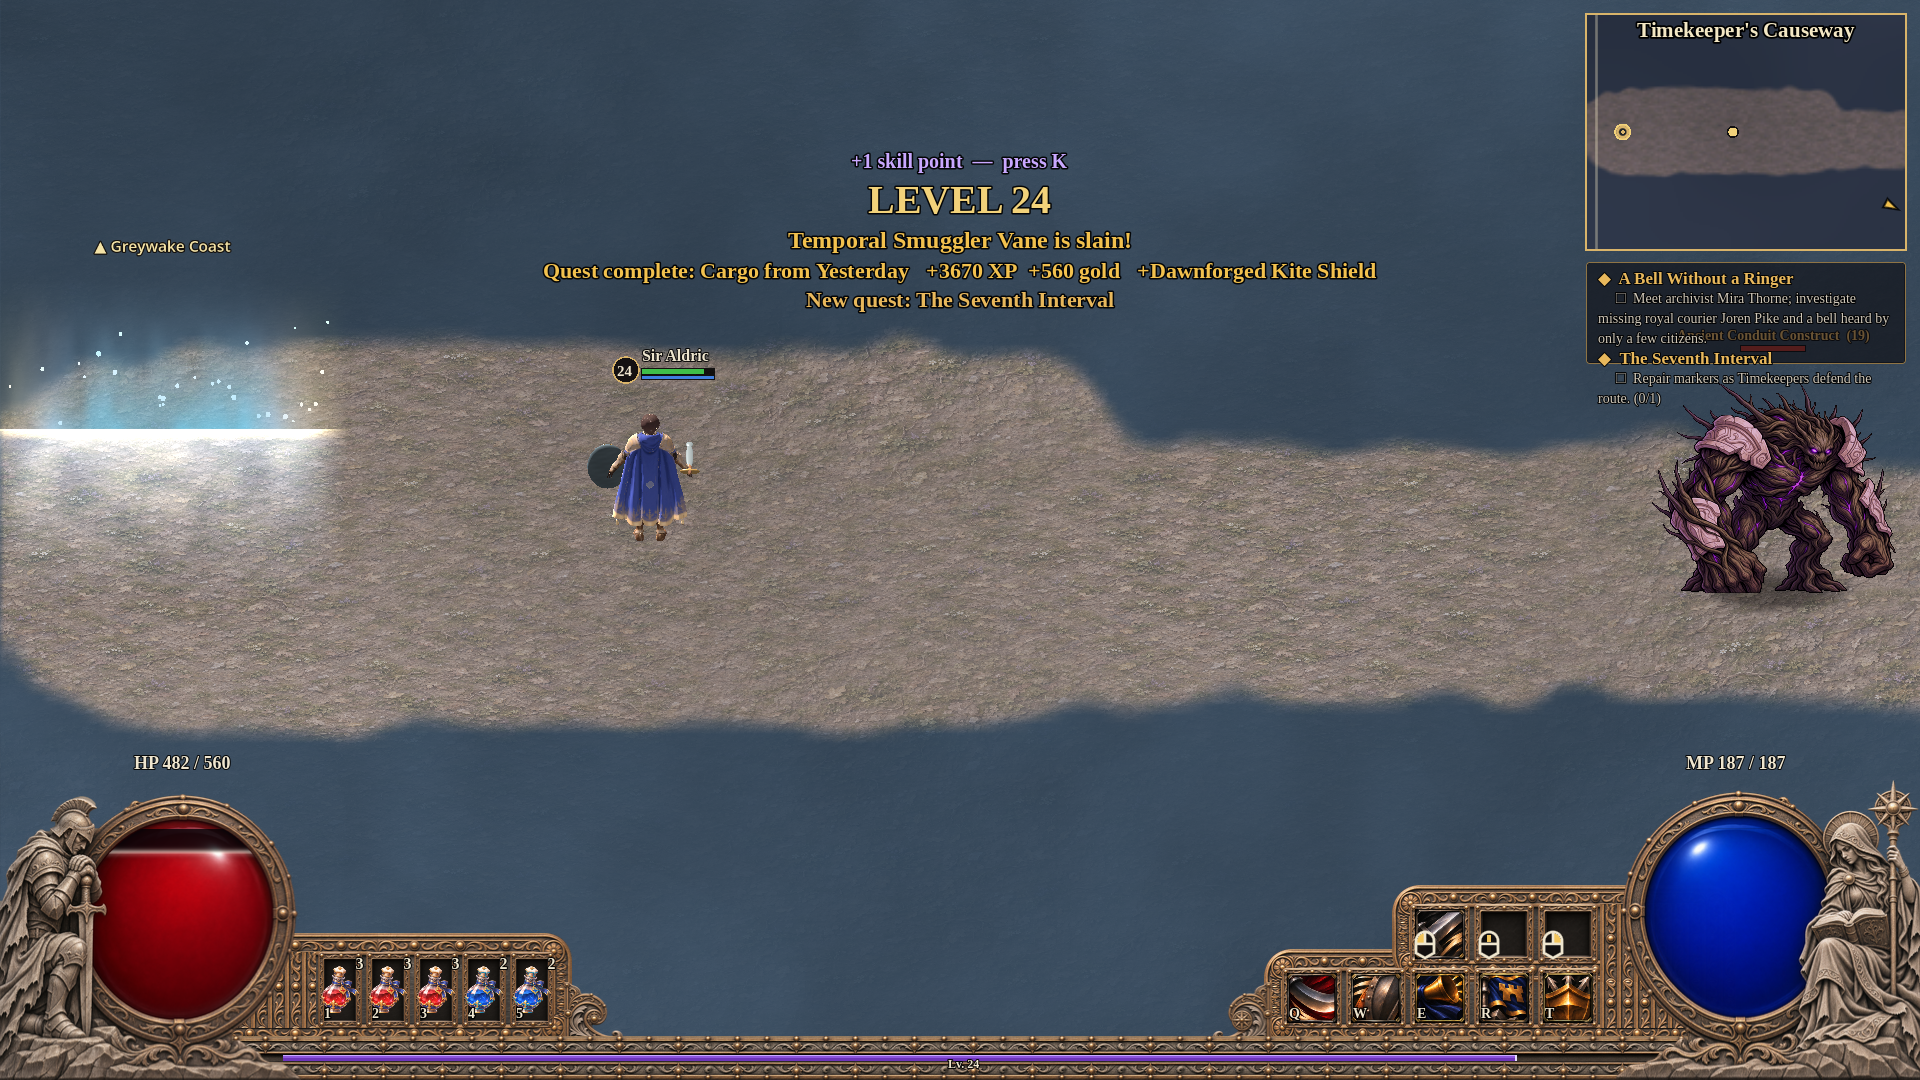 Timekeeper's Causeway
+1 skill point — press K
LEVEL 24
Temporal Smuggler Vane is slain!
Quest complete: Cargo from Yesterday +3670 XP +560 gold +Dawnforged Kite Shield
New quest: The Seventh Interval
▲ Greywake Coast
◆ A Bell Without a Ringer
Meet archivist Mira Thorne; investigate
missing royal courier Joren Pike and a bell heard by
only a few citizens.
Conduit Construct (19)
◆ The Seventh Interval
Repair markers as Timekeepers defend the
route. (0/1)
Sir Aldric
24
HP 482 / 560
MP 187 / 187
3 3 3 2 2
1 2 3 4 5
Q W E R T
Lv. 24